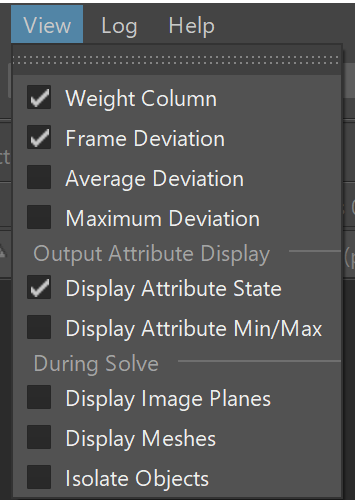 View Log Help
Weight Column
Frame Deviation
Average Deviation
Maximum Deviation
Output Attribute Display
Display Attribute State
Display Attribute Min/Max
During Solve
Display Image Planes
Display Meshes
Isolate Objects